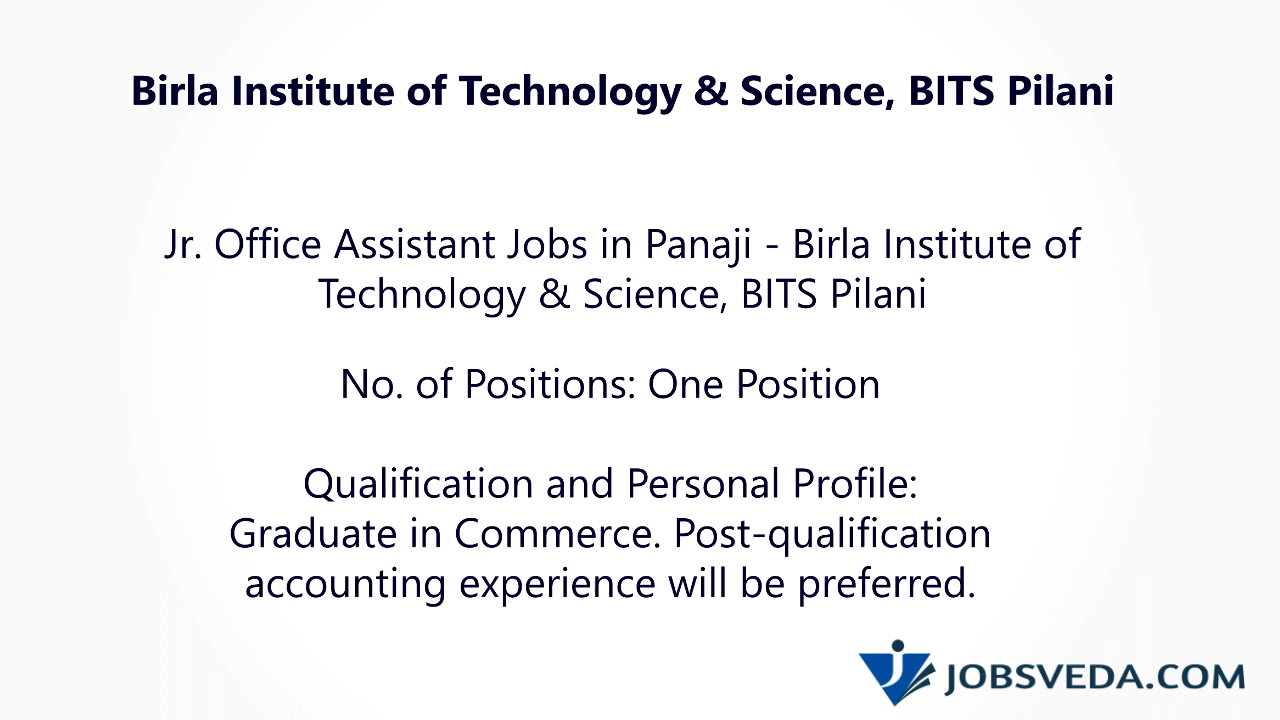 Birla Institute of Technology & Science, BITS Pilani
Jr. Office Assistant Jobs in Panaji - Birla Institute of
Technology & Science, BITS Pilani
No. of Positions: One Position
Qualification and Personal Profile:
Graduate in Commerce. Post-qualification
accounting experience will be preferred.
JOBSVEDA.COM